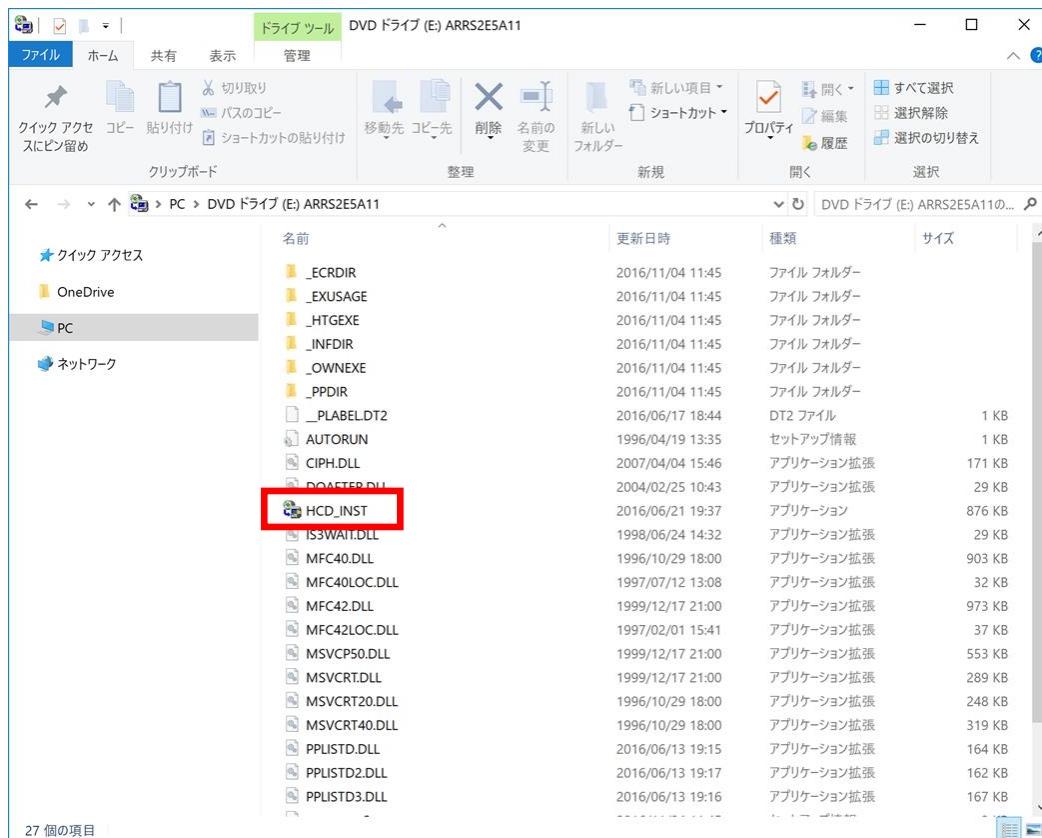 ドライブ ツール
DVD ドライブ (E:) ARRS2E5A11
ファイル ホーム 共有 表示 管理
クイック アクセスにピン留め
コピー
貼り付け
切り取り
パスのコピー
ショートカットの貼り付け
クリップボード
移動先
コピー先
削除
名前の変更
整理
新しいフォルダー
新しい項目
ショートカット
新規
プロパティ
開く
編集
履歴
開く
すべて選択
選択解除
選択の切り替え
選択
PC > DVD ドライブ (E:) ARRS2E5A11
DVD ドライブ (E:) ARRS2E5A11の...
クイック アクセス
OneDrive
PC
ネットワーク
名前 更新日時 種類 サイズ
_ECRDIR 2016/11/04 11:45 ファイル フォルダー
_EXUSAGE 2016/11/04 11:45 ファイル フォルダー
_HTGEXE 2016/11/04 11:45 ファイル フォルダー
_INFDIR 2016/11/04 11:45 ファイル フォルダー
_OWNEXE 2016/11/04 11:45 ファイル フォルダー
_PPDIR 2016/11/04 11:45 ファイル フォルダー
__PLABEL.DT2 2016/06/17 18:44 DT2 ファイル 1 KB
AUTORUN 1996/04/19 13:35 セットアップ情報 1 KB
CIPH.DLL 2007/04/04 15:46 アプリケーション拡張 171 KB
DOAFTER.DLL 2004/02/25 10:43 アプリケーション拡張 29 KB
HCD_INST 2016/06/21 19:37 アプリケーション 876 KB
IS3WAIT.DLL 1998/06/24 14:32 アプリケーション拡張 29 KB
MFC40.DLL 1996/10/29 18:00 アプリケーション拡張 903 KB
MFC40LOC.DLL 1997/07/12 13:08 アプリケーション拡張 32 KB
MFC42.DLL 1999/12/17 21:00 アプリケーション拡張 973 KB
MFC42LOC.DLL 1997/02/01 15:41 アプリケーション拡張 37 KB
MSVCP50.DLL 1999/12/17 21:00 アプリケーション拡張 553 KB
MSVCRT.DLL 1999/12/17 21:00 アプリケーション拡張 289 KB
MSVCRT20.DLL 1996/10/29 18:00 アプリケーション拡張 248 KB
MSVCRT40.DLL 1996/10/29 18:00 アプリケーション拡張 319 KB
PPLISTD.DLL 2016/06/13 19:15 アプリケーション拡張 164 KB
PPLISTD2.DLL 2016/06/13 19:17 アプリケーション拡張 162 KB
PPLISTD3.DLL 2016/06/13 19:16 アプリケーション拡張 167 KB
27 個の項目